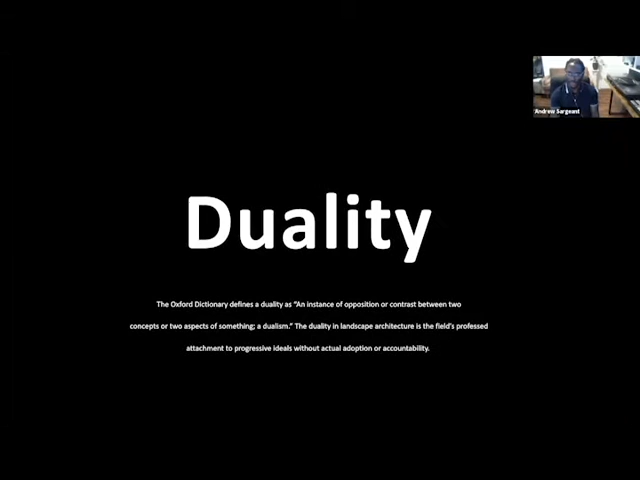 Andrew Sargeant
Duality
The Oxford Dictionary defines a duality as "An instance of opposition or contrast between two
concepts or two aspects of something; a dualism." The duality in landscape architecture is the field's professed
attachment to progressive ideals without actual adoption or accountability.